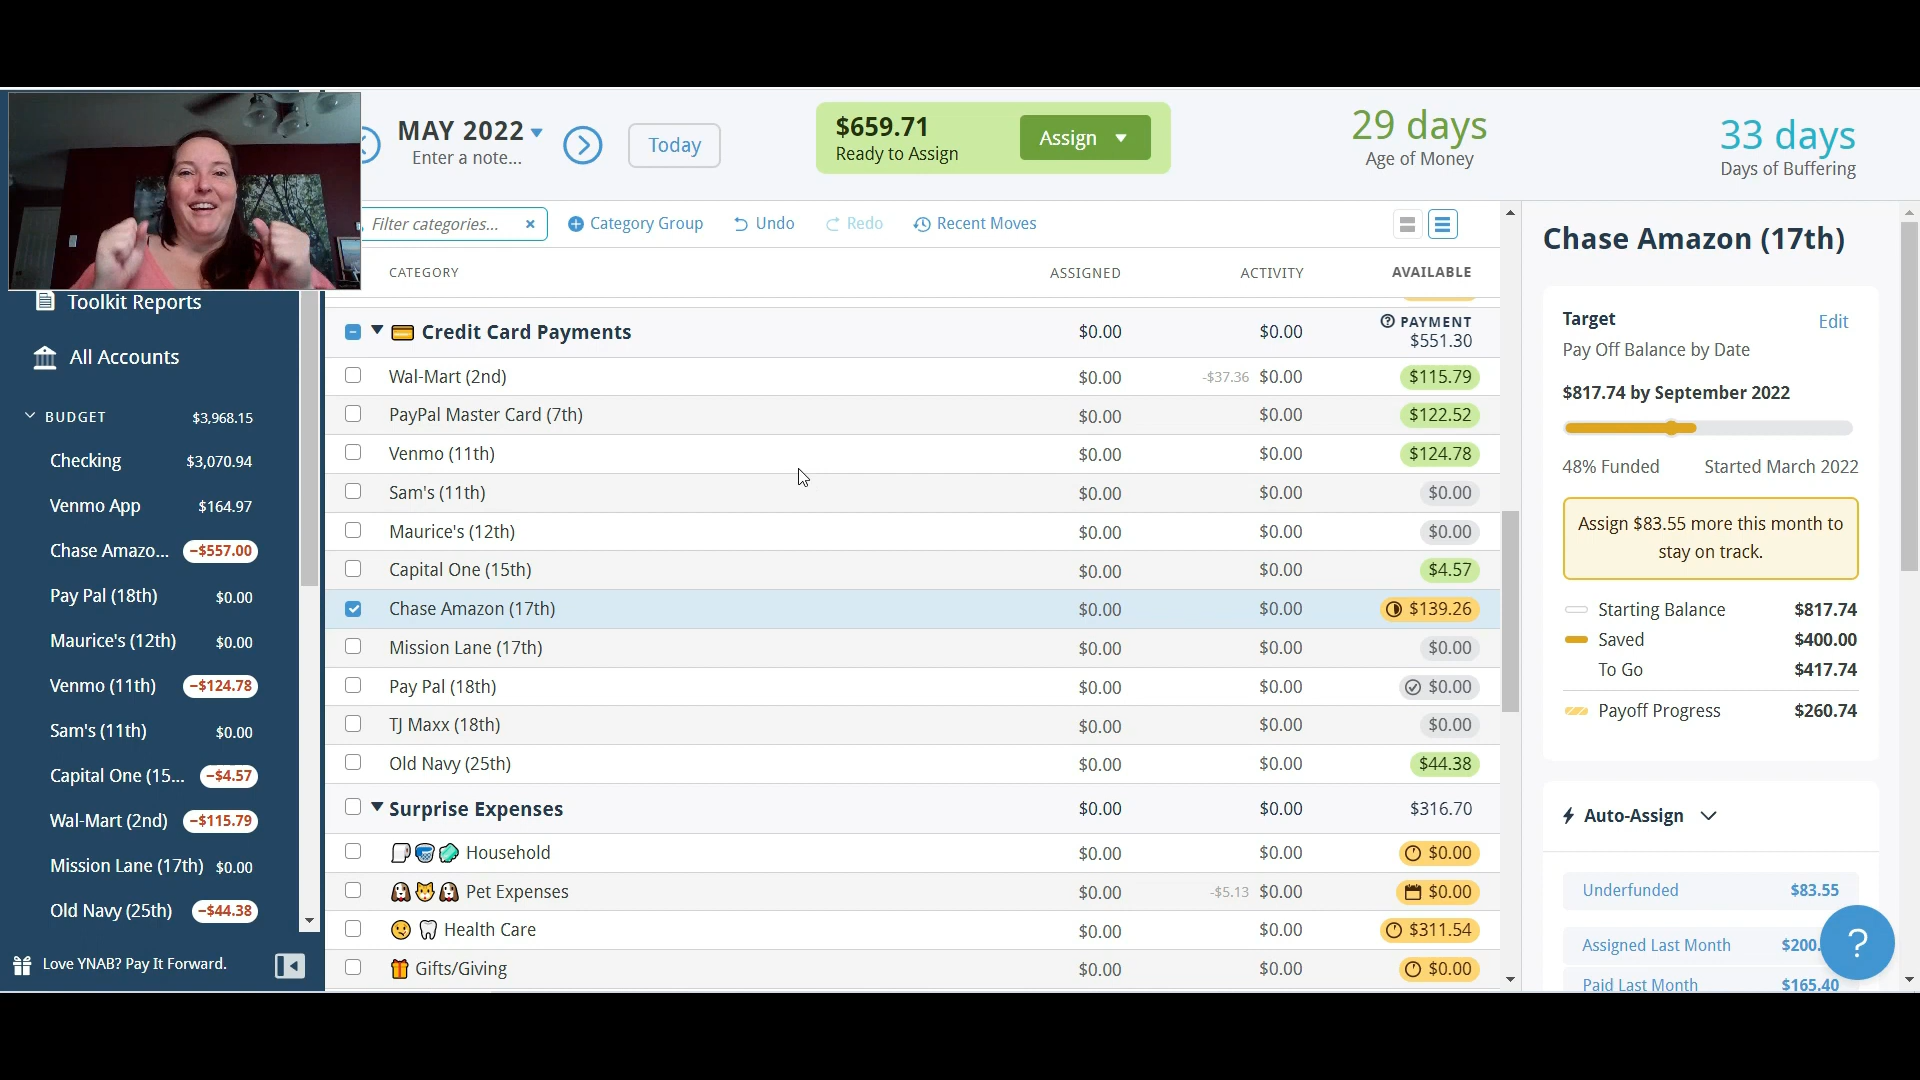 MAY 2022
Enter a note...
Today
$659.71
Ready to Assign
Assign
29 days
Age of Money
33 days
Days of Buffering
Toolkit Reports
All Accounts
BUDGET $3,968.15
Checking $3,070.94
Venmo App $164.97
Chase Amazo... −$557.00
Pay Pal (18th) $0.00
Maurice's (12th) $0.00
Venmo (11th) −$124.78
Sam's (11th) $0.00
Capital One (15... −$4.57
Wal-Mart (2nd) −$115.79
Mission Lane (17th) $0.00
Old Navy (25th) −$44.38
Love YNAB? Pay It Forward.
Filter categories... ×
Category Group Undo Redo Recent Moves
CATEGORY ASSIGNED ACTIVITY AVAILABLE
Credit Card Payments $0.00 $0.00 PAYMENT
$551.30
Wal-Mart (2nd) $0.00 -$37.36 $0.00 $115.79
PayPal Master Card (7th) $0.00 $0.00 $122.52
Venmo (11th) $0.00 $0.00 $124.78
Sam's (11th) $0.00 $0.00 $0.00
Maurice's (12th) $0.00 $0.00 $0.00
Capital One (15th) $0.00 $0.00 $4.57
Chase Amazon (17th) $0.00 $0.00 $139.26
Mission Lane (17th) $0.00 $0.00 $0.00
Pay Pal (18th) $0.00 $0.00 $0.00
TJ Maxx (18th) $0.00 $0.00 $0.00
Old Navy (25th) $0.00 $0.00 $44.38
Surprise Expenses $0.00 $0.00 $316.70
Household $0.00 $0.00 $0.00
Pet Expenses $0.00 -$5.13 $0.00 $0.00
Health Care $0.00 $0.00 $311.54
Gifts/Giving $0.00 $0.00 $0.00
Chase Amazon (17th)
Target Edit
Pay Off Balance by Date
$817.74 by September 2022
48% Funded Started March 2022
Assign $83.55 more this month to
stay on track.
Starting Balance $817.74
Saved $400.00
To Go $417.74
Payoff Progress $260.74
Auto-Assign
Underfunded $83.55
Assigned Last Month $200.
Paid Last Month $165.40
?